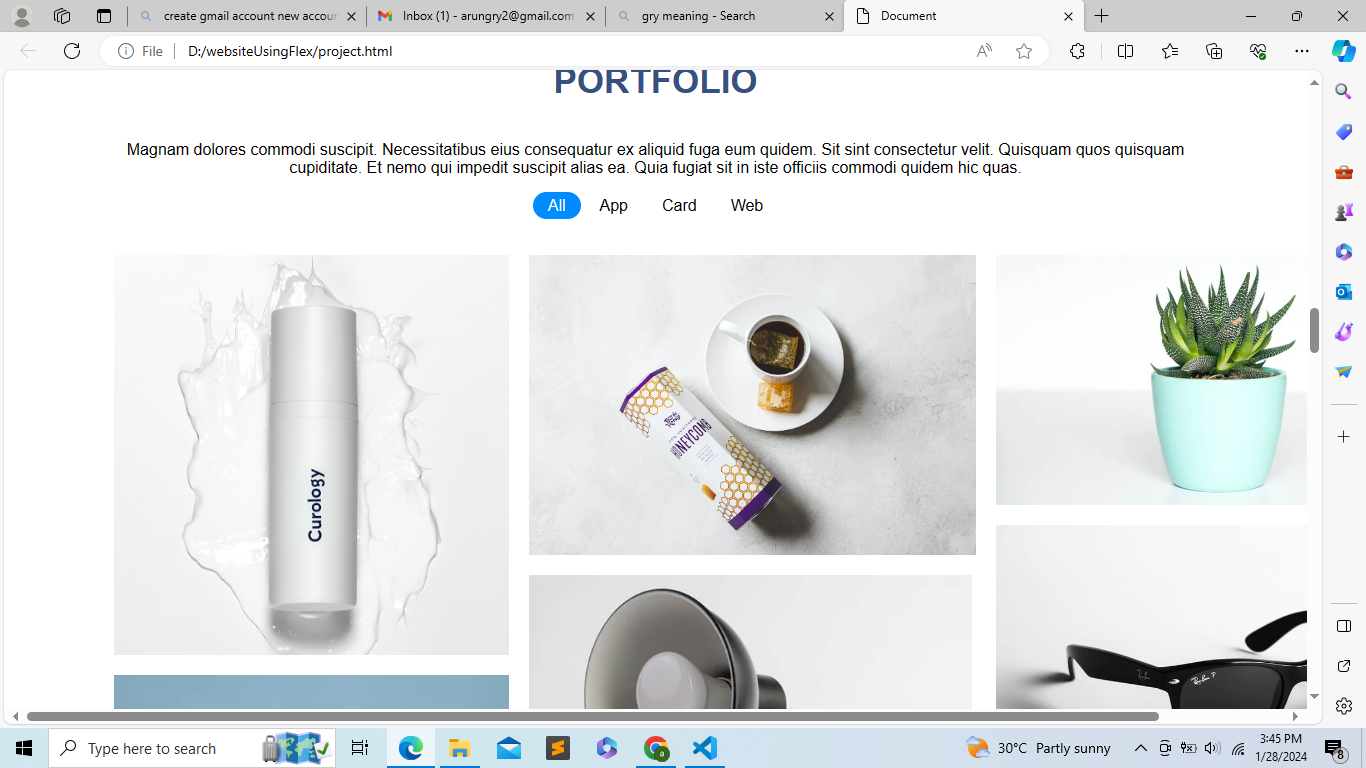 create gmail account new accour
Inbox (1) - arungry2@gmail.com
gry meaning - Search
Document
File
D:/websiteUsingFlex/project.html
PORTFOLIO
Magnam dolores commodi suscipit. Necessitatibus eius consequatur ex aliquid fuga eum quidem. Sit sint consectetur velit. Quisquam quos quisquam
cupiditate. Et nemo qui impedit suscipit alias ea. Quia fugiat sit in iste officiis commodi quidem hic quas.
All
App
Card
Web
Curology
HONEYCOMB
Ray-Ban P
Type here to search
30°C Partly sunny
3:45 PM
1/28/2024
8